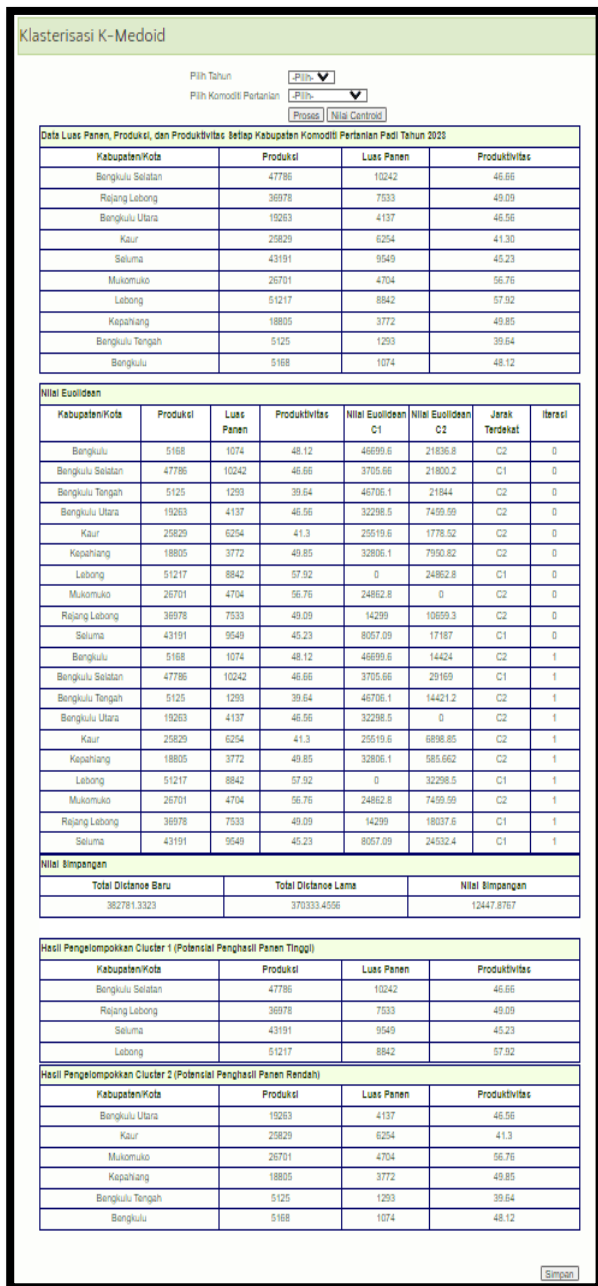 Klasterisasi K-Medoid
Pilih Tahun -Pilih-
Pilih Komoditi Pertanian -Pilih-
Proses Nilai Centroid
Data Luas Panen, Produksi, dan Produktivitas Setiap Kabupaten Komoditi Pertanian Padi Tahun 2023
Kabupaten/Kota Produksi Luas Panen Produktivitas
Bengkulu Selatan 47786 10242 46.66
Rejang Lebong 36978 7533 49.09
Bengkulu Utara 19263 4137 46.56
Kaur 25829 6254 41.30
Seluma 43191 9549 45.23
Mukomuko 26701 4704 56.76
Lebong 51217 8842 57.92
Kepahiang 18805 3772 49.85
Bengkulu Tengah 5125 1293 39.64
Bengkulu 5168 1074 48.12
Nilai Euclidean
Kabupaten/Kota Produksi Luas Panen Produktivitas Nilai Euclidean C1 Nilai Euclidean C2 Jarak Terdekat Iterasi
Bengkulu 5168 1074 48.12 46699.6 21836.8 C2 0
Bengkulu Selatan 47786 10242 46.66 3705.66 21800.2 C1 0
Bengkulu Tengah 5125 1293 39.64 46706.1 21844 C2 0
Bengkulu Utara 19263 4137 46.56 32298.5 7459.59 C2 0
Kaur 25829 6254 41.3 25519.6 1778.52 C2 0
Kepahiang 18805 3772 49.85 32806.1 7950.82 C2 0
Lebong 51217 8842 57.92 0 24862.8 C1 0
Mukomuko 26701 4704 56.76 24862.8 0 C2 0
Rejang Lebong 36978 7533 49.09 14299 10659.3 C2 0
Seluma 43191 9549 45.23 8057.09 17187 C1 0
Bengkulu 5168 1074 48.12 46699.6 14424 C2 1
Bengkulu Selatan 47786 10242 46.66 3705.66 29169 C1 1
Bengkulu Tengah 5125 1293 39.64 46706.1 14421.2 C2 1
Bengkulu Utara 19263 4137 46.56 32298.5 0 C2 1
Kaur 25829 6254 41.3 25519.6 6898.85 C2 1
Kepahiang 18805 3772 49.85 32806.1 585.662 C2 1
Lebong 51217 8842 57.92 0 32298.5 C1 1
Mukomuko 26701 4704 56.76 24862.8 7459.59 C2 1
Rejang Lebong 36978 7533 49.09 14299 18037.6 C1 1
Seluma 43191 9549 45.23 8057.09 24532.4 C1 1
Nilai Simpangan
Total Distance Baru Total Distance Lama Nilai Simpangan
382781.3323 370333.4556 12447.8767
Hasil Pengelompokkan Cluster 1 (Potensial Penghasil Panen Tinggi)
Kabupaten/Kota Produksi Luas Panen Produktivitas
Bengkulu Selatan 47786 10242 46.66
Rejang Lebong 36978 7533 49.09
Seluma 43191 9549 45.23
Lebong 51217 8842 57.92
Hasil Pengelompokkan Cluster 2 (Potensial Penghasil Panen Rendah)
Kabupaten/Kota Produksi Luas Panen Produktivitas
Bengkulu Utara 19263 4137 46.56
Kaur 25829 6254 41.3
Mukomuko 26701 4704 56.76
Kepahiang 18805 3772 49.85
Bengkulu Tengah 5125 1293 39.64
Bengkulu 5168 1074 48.12
Simpan